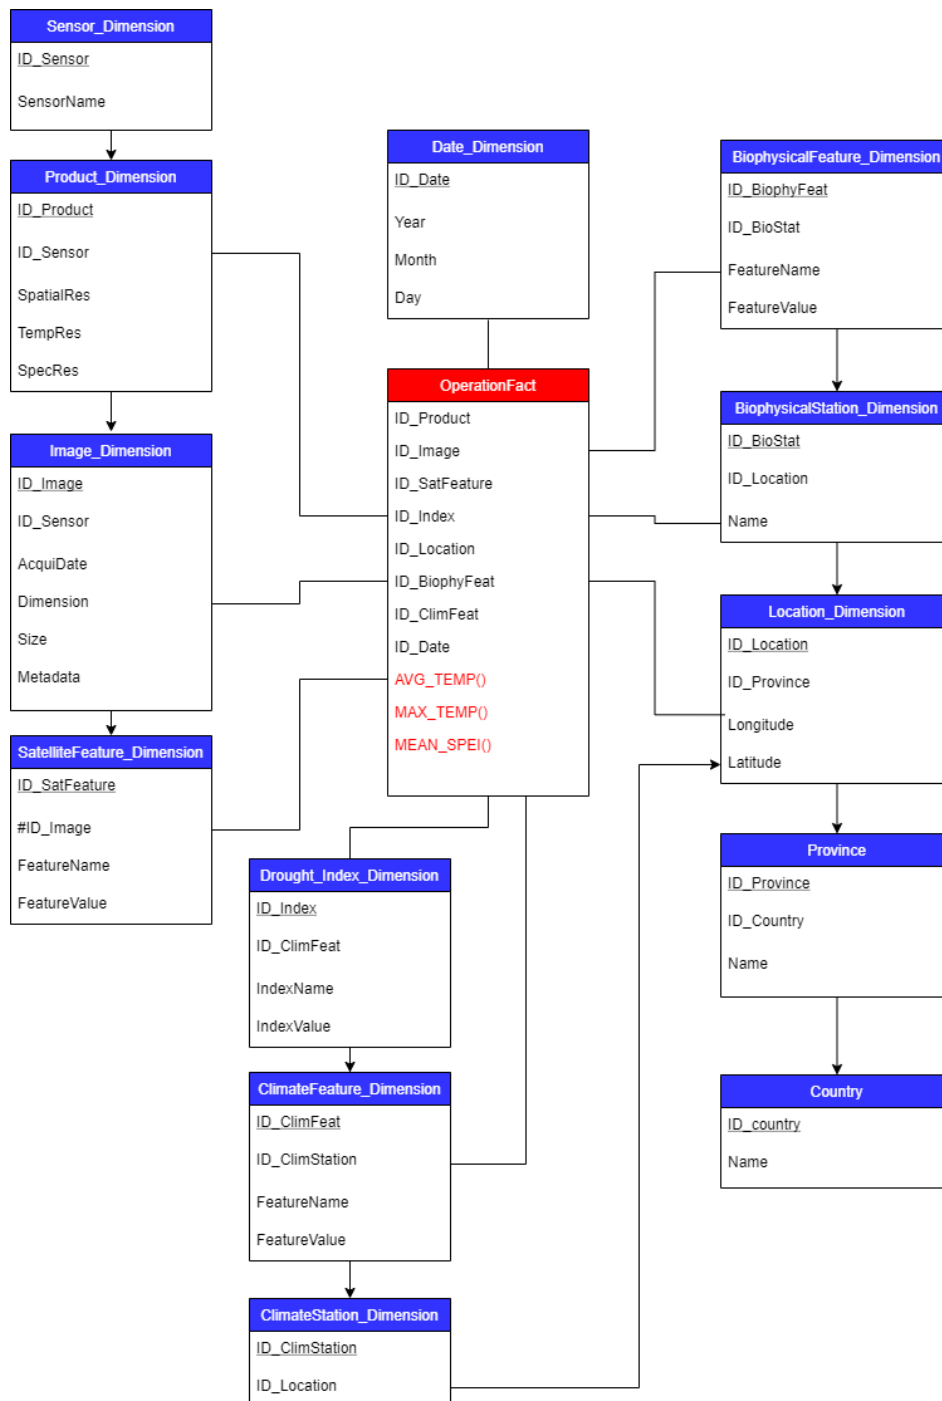 Sensor_Dimension
ID_Sensor
SensorName
Product_Dimension
ID_Product
ID_Sensor
SpatialRes
TempRes
SpecRes
Image_Dimension
ID_Image
ID_Sensor
AcquiDate
Dimension
Size
Metadata
SatelliteFeature_Dimension
ID_SatFeature
#ID_Image
FeatureName
FeatureValue
Date_Dimension
ID_Date
Year
Month
Day
OperationFact
ID_Product
ID_Image
ID_SatFeature
ID_Index
ID_Location
ID_BiophyFeat
ID_ClimFeat
ID_Date
AVG_TEMP()
MAX_TEMP()
MEAN_SPEI()
Drought_Index_Dimension
ID_Index
ID_ClimFeat
IndexName
IndexValue
ClimateFeature_Dimension
ID_ClimFeat
ID_ClimStation
FeatureName
FeatureValue
ClimateStation_Dimension
ID_ClimStation
ID_Location
BiophysicalFeature_Dimension
ID_BiophyFeat
ID_BioStat
FeatureName
FeatureValue
BiophysicalStation_Dimension
ID_BioStat
ID_Location
Name
Location_Dimension
ID_Location
ID_Province
Longitude
Latitude
Province
ID_Province
ID_Country
Name
Country
ID_country
Name